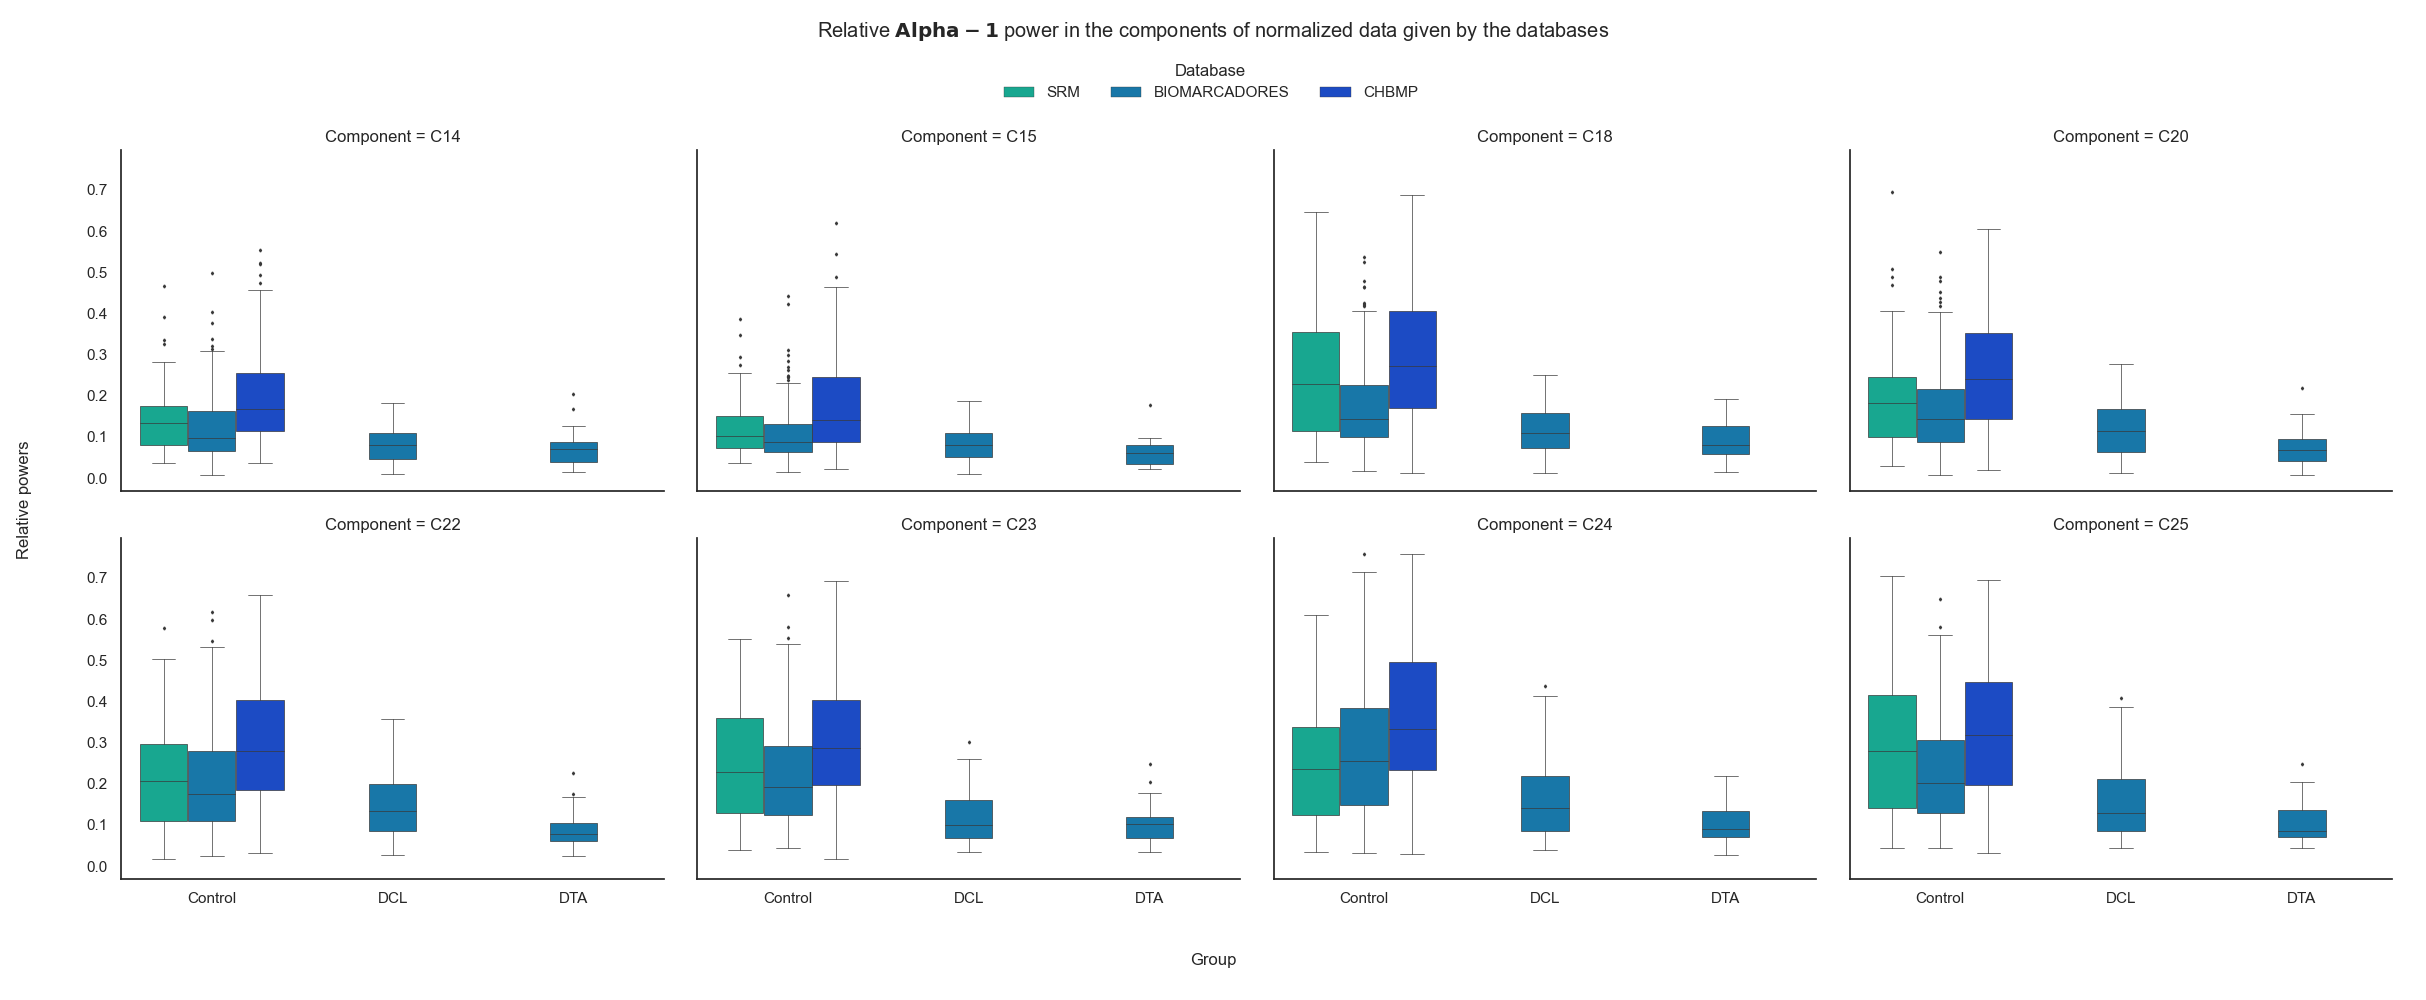 Relative Alpha − 1 power in the components of normalized data given by the databases
Database
SRM BIOMARCADORES CHBMP
Component = C14 Component = C15 Component = C18 Component = C20
0.7
0.6
0.5
0.4
0.3
0.2
0.1
0.0
Relative powers
Component = C22 Component = C23 Component = C24 Component = C25
0.7
0.6
0.5
0.4
0.3
0.2
0.1
0.0
Control DCL DTA Control DCL DTA Control DCL DTA Control DCL DTA
Group